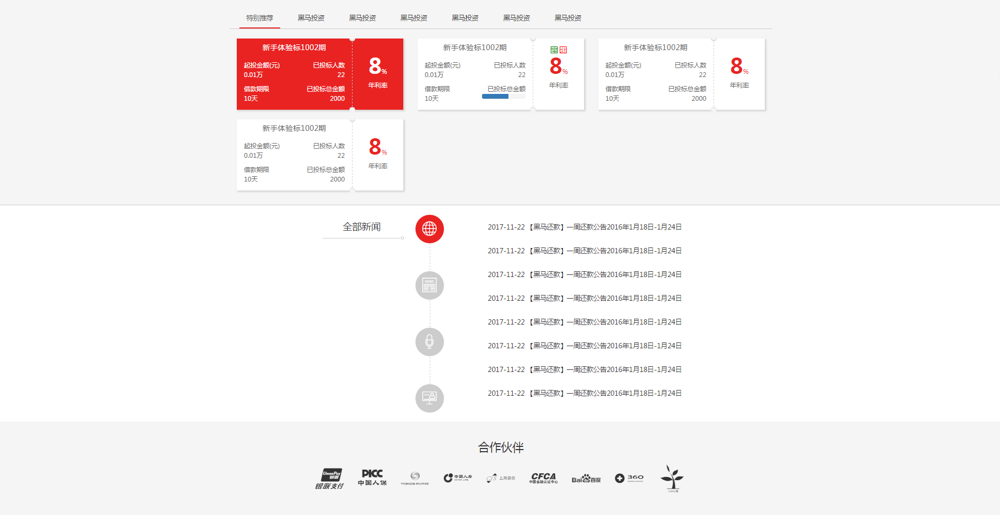 特别推荐 黑马投资 黑马投资 黑马投资 黑马投资 黑马投资 黑马投资
新手体验标1002期
起投金额(元) 已投标人数
0.01万 22
借款期限 已投标总金额
10天 2000
8%
年利率
新手体验标1002期
起投金额(元) 已投标人数
0.01万 22
借款期限 已投标总金额
10天
宝 北
8%
年利率
新手体验标1002期
起投金额(元) 已投标人数
0.01万 22
借款期限 已投标总金额
10天 2000
8%
年利率
新手体验标1002期
起投金额(元) 已投标人数
0.01万 22
借款期限 已投标总金额
10天 2000
8%
年利率
全部新闻
NEWS
2017-11-22 【黑马还款】一周还款公告2016年1月18日-1月24日
2017-11-22 【黑马还款】一周还款公告2016年1月18日-1月24日
2017-11-22 【黑马还款】一周还款公告2016年1月18日-1月24日
2017-11-22 【黑马还款】一周还款公告2016年1月18日-1月24日
2017-11-22 【黑马还款】一周还款公告2016年1月18日-1月24日
2017-11-22 【黑马还款】一周还款公告2016年1月18日-1月24日
2017-11-22 【黑马还款】一周还款公告2016年1月18日-1月24日
2017-11-22 【黑马还款】一周还款公告2016年1月18日-1月24日
合作伙伴
UnionPay
银联
银联支付
PICC
中国人保
THOMSON REUTERS
中国人寿
CHINA LIFE
CIS 上海资信
CFCA
中国金融认证中心
Bai du 百度
360